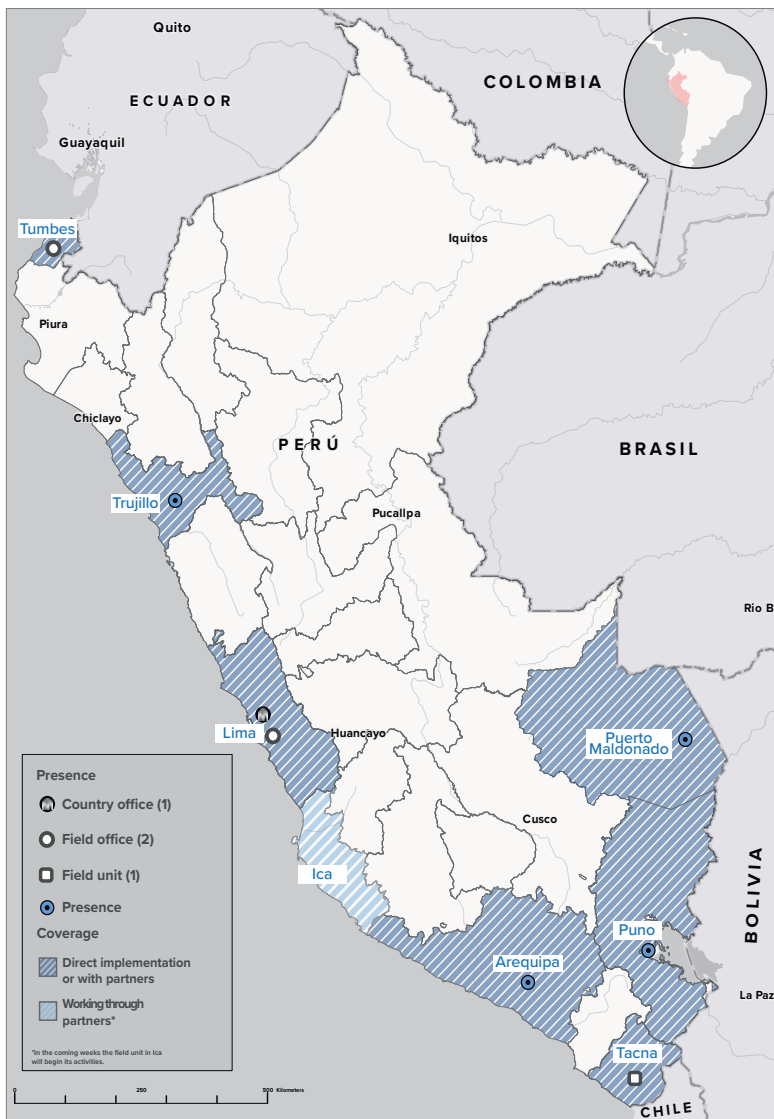 Quito
COLOMBIA
ECUADOR
Guayaquil
Tumbes
Iquitos
Piura
Chiclayo
PERÚ
BRASIL
Trujillo
Pucallpa
Rio B
Lima
Huancayo
Puerto
Maldonado
Cusco
Ica
BOLIVIA
Puno
Arequipa
La Paz
Tacna
CHILE
Presence
Country office (1)
Field office (2)
Field unit (1)
Presence
Coverage
Direct implementation
or with partners
Working through
partners*
*In the coming weeks the field unit in Ica
will begin its activities.
0 250 500 Kilometers